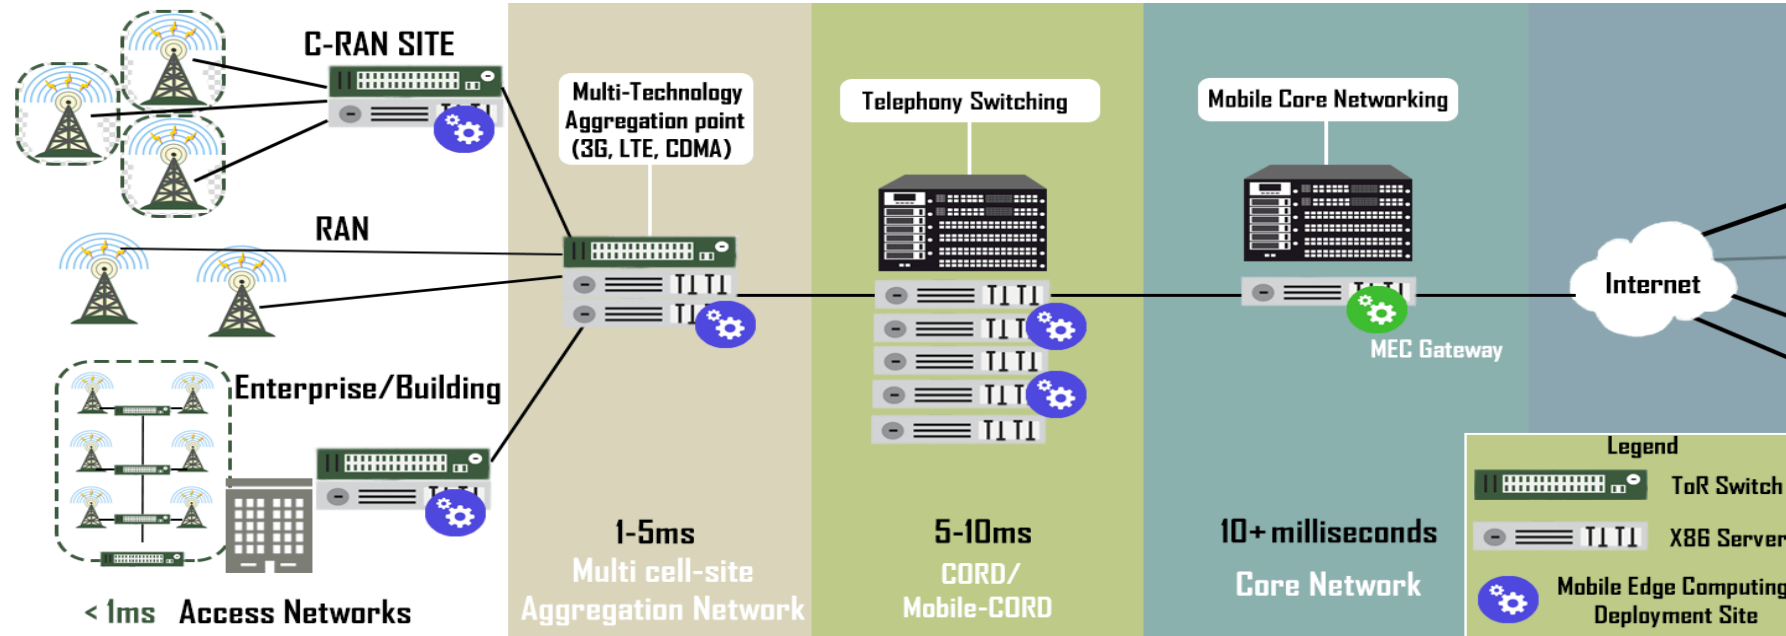 C-RAN SITE
RAN
Enterprise/Building
< 1ms Access Networks
Multi-Technology
Aggregation point
(3G, LTE, CDMA)
1-5ms
Multi cell-site
Aggregation Network
Telephony Switching
5-10ms
CORD/
Mobile-CORD
Mobile Core Networking
MEC Gateway
10+ milliseconds
Core Network
Internet
Legend
ToR Switch
X86 Server
Mobile Edge Computing
Deployment Site